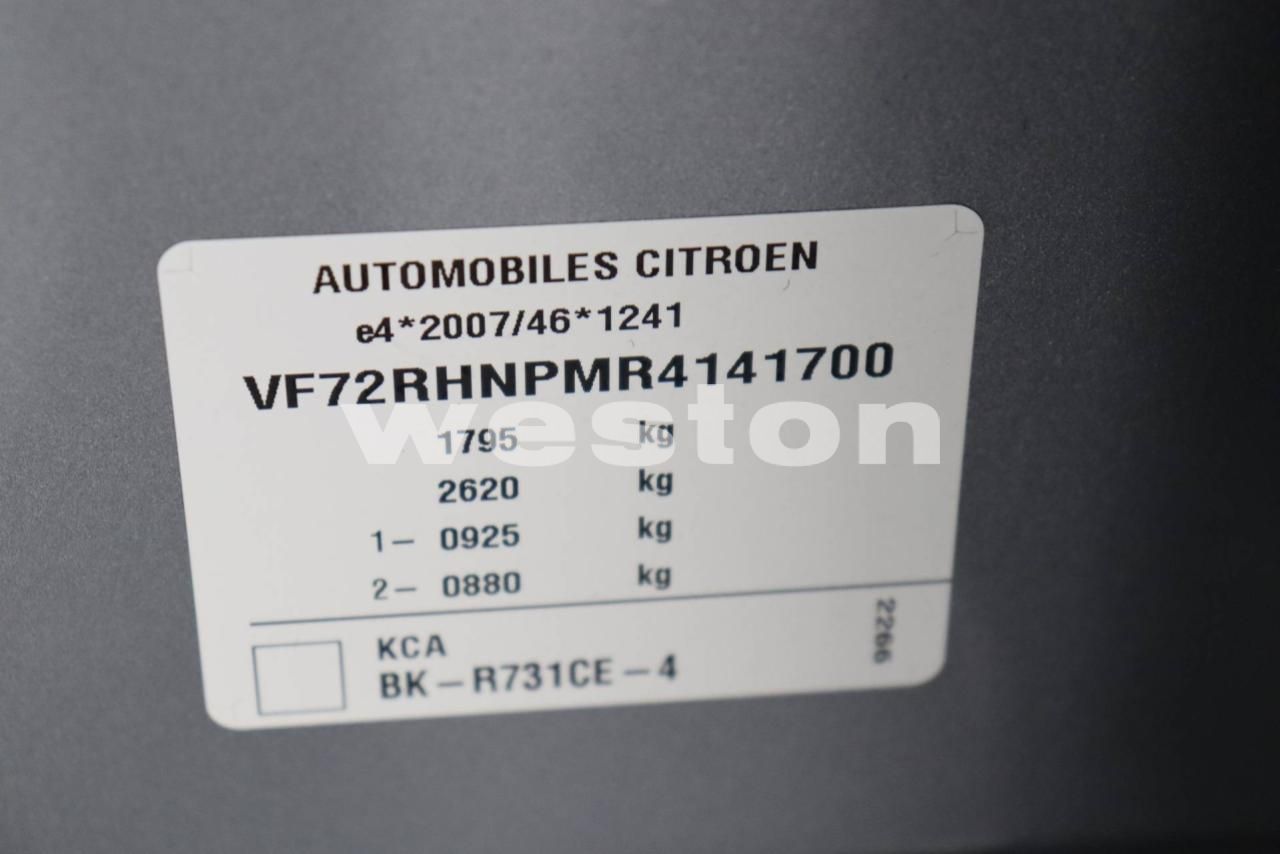 AUTOMOBILES CITROEN
e4*2007/46*1241
VF72RHNPMR4141700
weston
1795 kg
2620 kg
1- 0925 kg
2- 0880 kg
KCA
BK-R731CE-4
2266